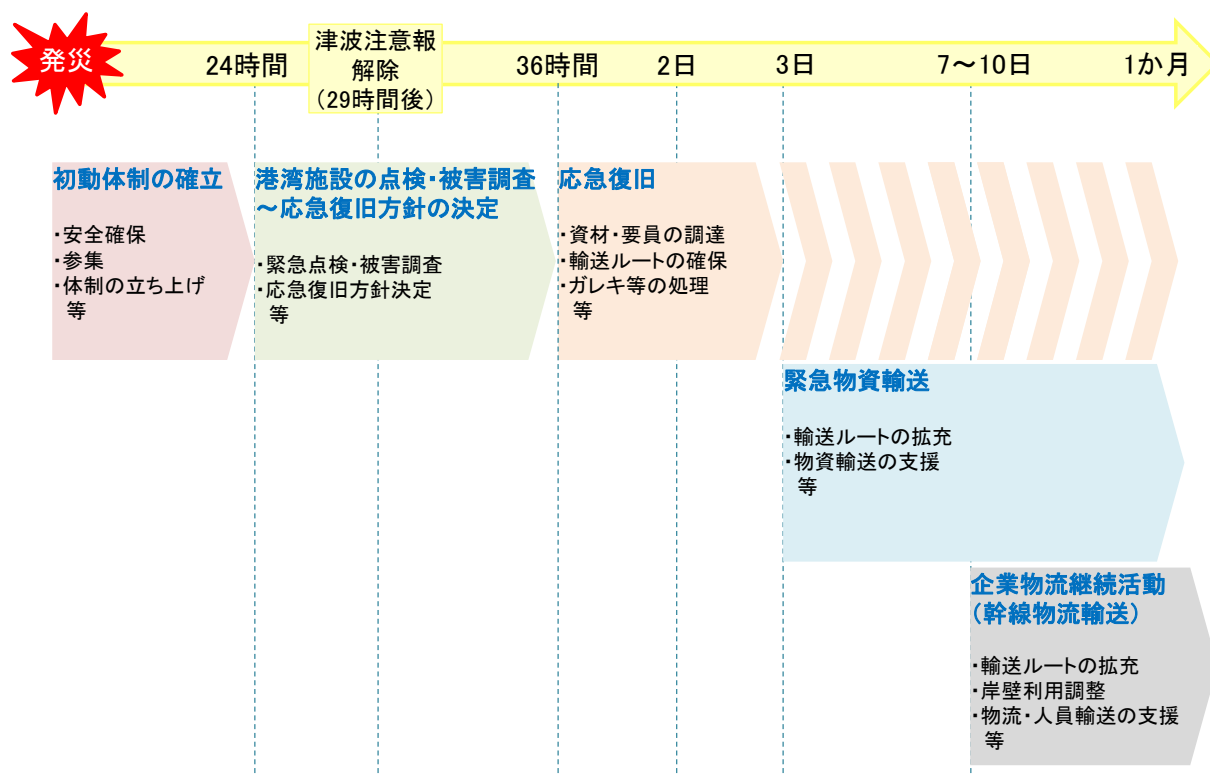 発災
24時間
津波注意報
解除
(29時間後)
36時間
2日
3日
7～10日
1か月
初動体制の確立
・安全確保
・参集
・体制の立ち上げ
等
港湾施設の点検・被害調査
～応急復旧方針の決定
・緊急点検・被害調査
・応急復旧方針決定
等
応急復旧
・資材・要員の調達
・輸送ルートの確保
・ガレキ等の処理
等
緊急物資輸送
・輸送ルートの拡充
・物資輸送の支援
等
企業物流継続活動
(幹線物流輸送)
・輸送ルートの拡充
・岸壁利用調整
・物流・人員輸送の支援
等